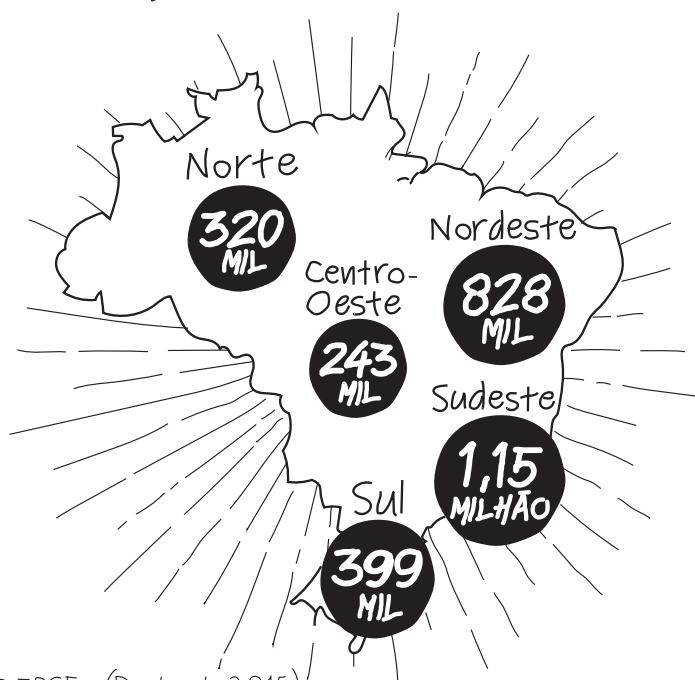 Norte
320
MIL
Nordeste
828
MIL
Centro-
Oeste
243
MIL
Sudeste
1,15
MILHÃO
Sul
399
MIL